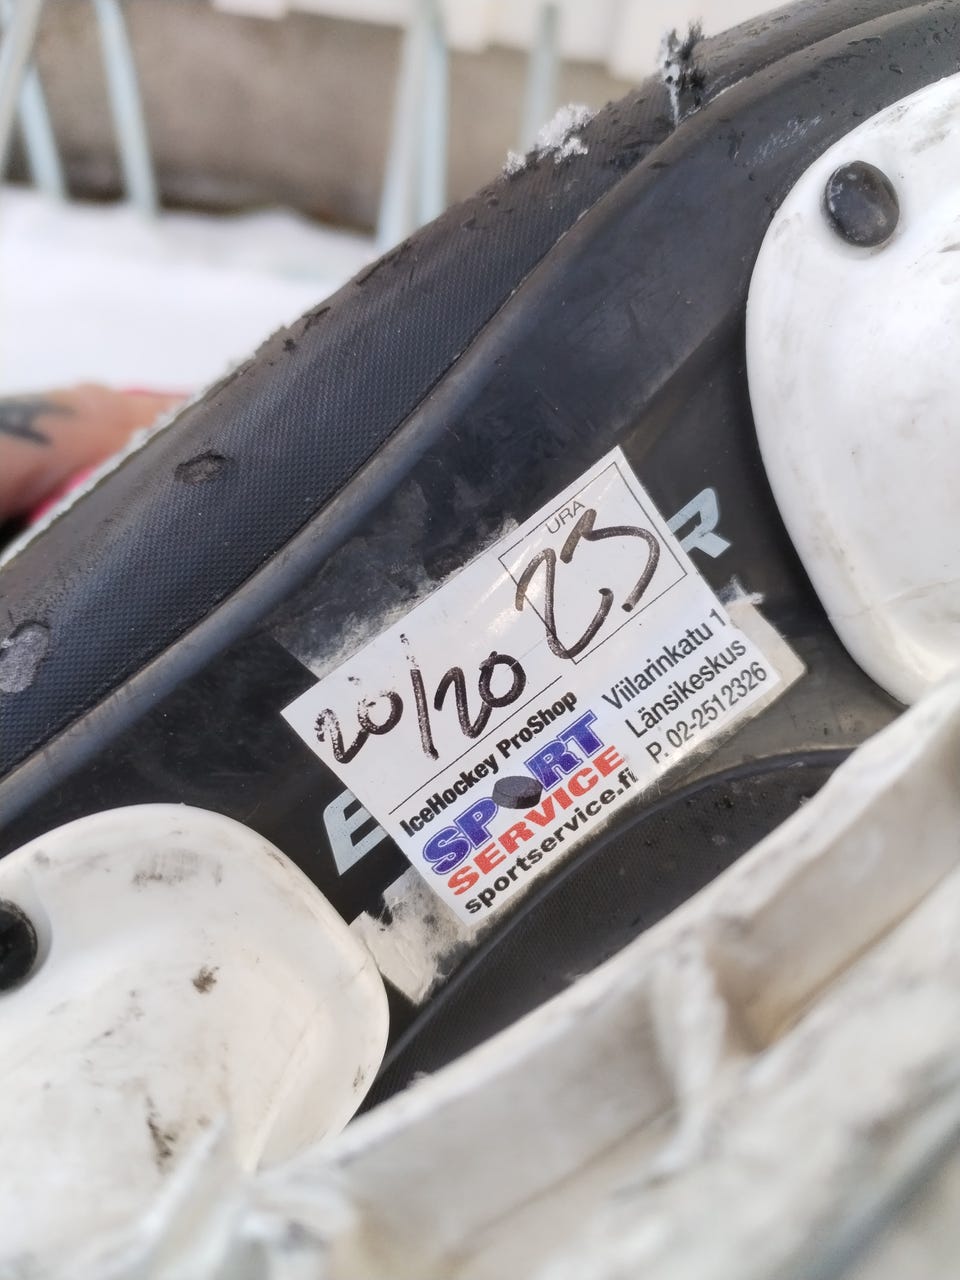 URA
23
20/20
IceHockey ProShop
SPORT
SERVICE
sportservice.fi
Viilarinkatu 1
Länsikeskus
P. 02-2512326
E
R